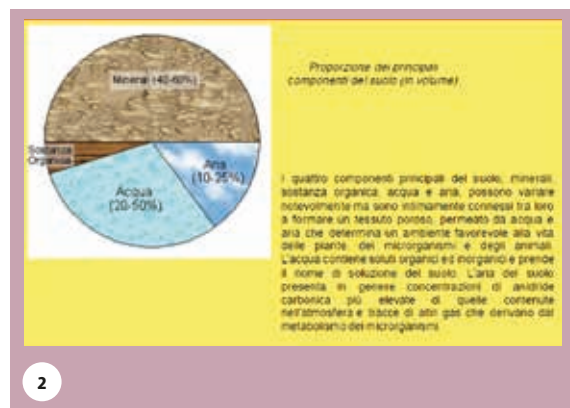 Proporzione dei principali
componenti del suolo (in volume)
Minerali (40-60%)
Sostanza
Organica
Aria
(10-25%)
Acqua
(20-50%)
I quattro componenti principali del suolo, minerali,
sostanza organica, acqua e aria, possono variare
notevolmente ma sono intimamente connessi tra loro
a formare un tessuto poroso, permeato da acqua e
aria che determina un ambiente favorevole alla vita
delle piante, dei microrganismi e degli animali.
L'acqua contiene soluti organici ed inorganici e prende
il nome di soluzione del suolo. L'aria del suolo
presenta in genere concentrazioni di anidride
carbonica più elevate di quelle contenute
nell'atmosfera e tracce di altri gas che derivano dal
metabolismo dei microrganismi.
2